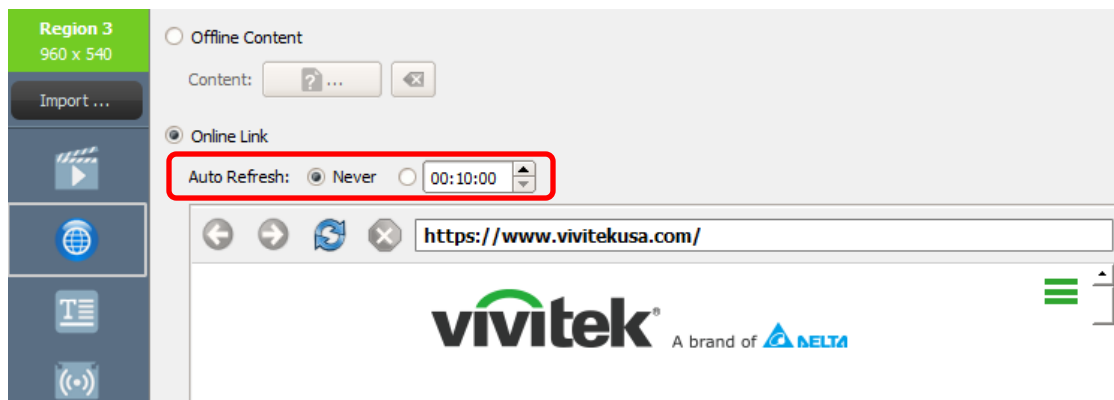 Region 3
960 x 540
Import ...
Offline Content
Content: ? ...
Online Link
Auto Refresh: Never 00:10:00
https://www.vivitekusa.com/
vivitek®
A brand of DELTA
T